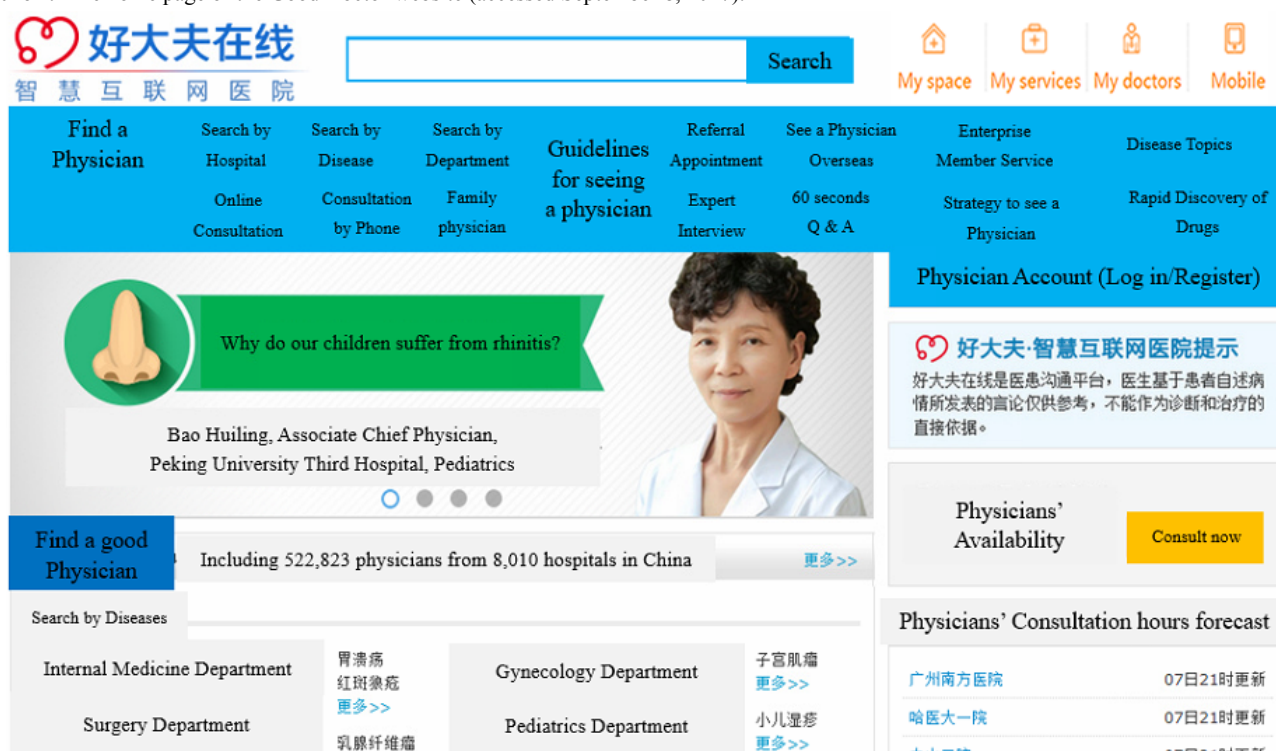 好大夫在线
智慧互联网医院
Search
My space
My services
My doctors
Mobile
Find a
Physician
Search by
Hospital
Search by
Disease
Search by
Department
Online
Consultation
Consultation
by Phone
Family
physician
Guidelines
for seeing
a physician
Referral
Appointment
See a Physician
Overseas
Enterprise
Member Service
Disease Topics
Expert
Interview
60 seconds
Q & A
Strategy to see a
Physician
Rapid Discovery of
Drugs
Physician Account (Log in/Register)
Why do our children suffer from rhinitis?
Bao Huiling, Associate Chief Physician,
Peking University Third Hospital, Pediatrics
好大夫·智慧互联网医院提示
好大夫在线是医患沟通平台，医生基于患者自述病
情所发表的言论仅供参考，不能作为诊断和治疗的
直接依据。
Physicians’
Availability
Consult now
Find a good
Physician
Including 522,823 physicians from 8,010 hospitals in China
更多>>
Search by Diseases
Internal Medicine Department
胃溃疡
红斑狼疮
更多>>
Gynecology Department
子宫肌瘤
更多>>
Surgery Department
乳腺纤维瘤
Pediatrics Department
小儿湿疹
更多>>
Physicians’ Consultation hours forecast
广州南方医院 07日21时更新
哈医大一院 07日21时更新